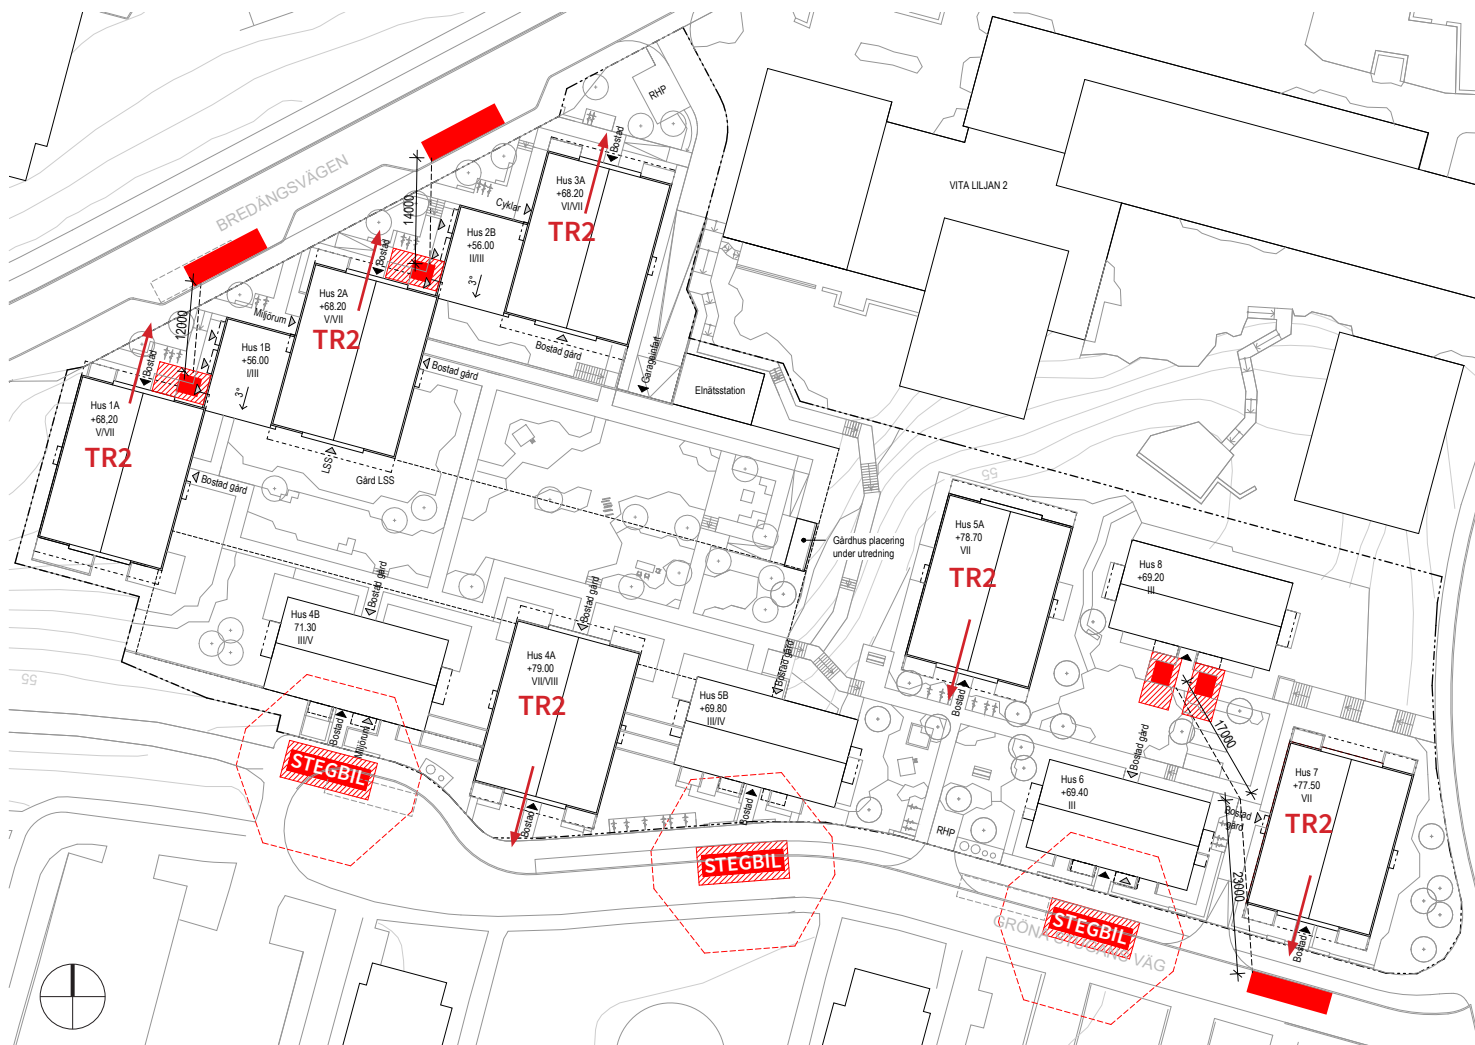 RHP
BREDÄNGSVÄGEN
Bostad
Hus 3A
+68.20
VI/VII
TR2
Cyklar
14000
Hus 2B
+56.00
II/III
3°
VITA LILJAN 2
Bostad
Hus 2A
+68.20
V/VII
TR2
Miljörum
12000
Hus 1B
+56.00
I/III
3°
Bostad
Hus 1A
+68,20
V/VII
TR2
Bostad gård
Bostad gård
Garageinfart
Elnätsstation
LSS
Gård LSS
Bostad gård
55
Gårdhus placering
under utredning
Hus 5A
+78.70
VII
TR2
Bostad
Hus 8
+69.20
III
Bostad gård
Bostad gård
Bostad gård
Hus 4B
71.30
III/V
Hus 4A
+79.00
VII/VIII
TR2
Hus 5B
+69.80
III/IV
55
Bostad
Miljörum
STEGBIL
Bostad
Bostad
STEGBIL
17000
Bostad gård
Hus 6
+69.40
III
Hus 7
+77.50
VII
TR2
Bostad
gård
RHP
23000
STEGBIL
VÄG
Bostad
7